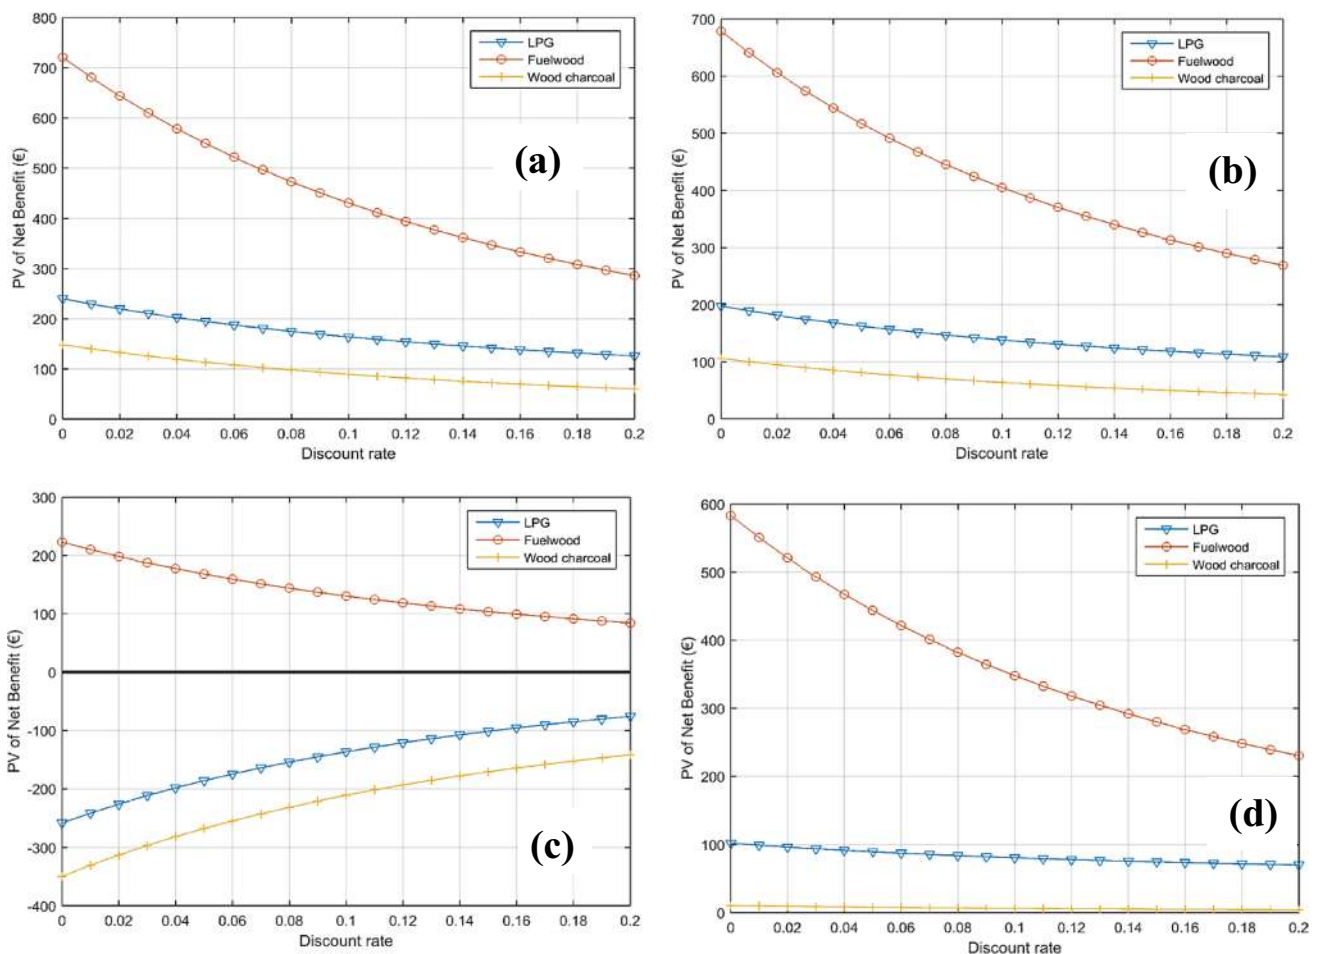 800
700
600
500
400
300
200
100
0
PV of Net Benefit (€)
LPG
Fuelwood
Wood charcoal
(a)
0 0.02 0.04 0.06 0.08 0.1 0.12 0.14 0.16 0.18 0.2
Discount rate
700
600
500
400
300
200
100
0
PV of Net Benefit (€)
LPG
Fuelwood
Wood charcoal
(b)
0 0.02 0.04 0.06 0.08 0.1 0.12 0.14 0.16 0.18 0.2
Discount rate
300
200
100
0
-100
-200
-300
-400
PV of Net Benefit (€)
LPG
Fuelwood
Wood charcoal
(c)
0 0.02 0.04 0.06 0.08 0.1 0.12 0.14 0.16 0.18 0.2
Discount rate
600
500
400
300
200
100
0
PV of Net Benefit (€)
LPG
Fuelwood
Wood charcoal
(d)
0 0.02 0.04 0.06 0.08 0.1 0.12 0.14 0.16 0.18 0.2
Discount rate